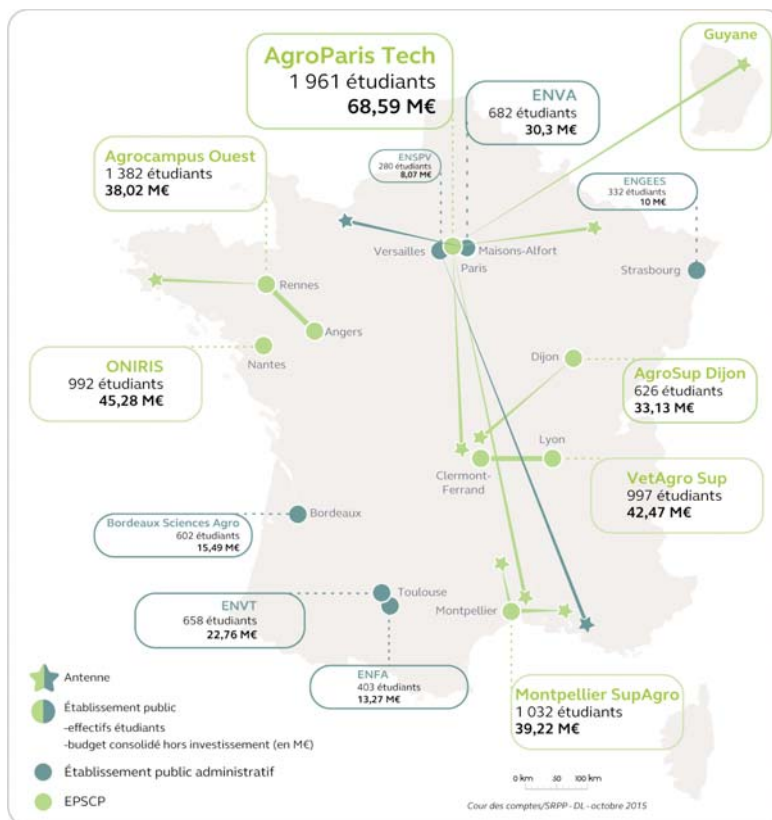 Guyane
AgroParis Tech
1 961 étudiants
68,59 M€
ENVA
682 étudiants
30,3 M€
ENSPV
280 étudiants
8,07 M€
Agrocampus Ouest
1 382 étudiants
38,02 M€
ENGEES
332 étudiants
10 M€
Versailles
Maisons-Alfort
Paris
Strasbourg
Rennes
Angers
Nantes
ONIRIS
992 étudiants
45,28 M€
Dijon
AgroSup Dijon
626 étudiants
33,13 M€
Lyon
Clermont-
Ferrand
VetAgro Sup
997 étudiants
42,47 M€
Bordeaux
Bordeaux Sciences Agro
602 étudiants
15,49 M€
Toulouse
Montpellier
ENVT
658 étudiants
22,76 M€
ENFA
403 étudiants
13,27 M€
Montpellier SupAgro
1 032 étudiants
39,22 M€
Antenne
Établissement public
-effectifs étudiants
-budget consolidé hors investissement (en M€)
Établissement public administratif
EPSCP
0 km 50 100 km
Cour des comptes/SRPP - DL - octobre 2015